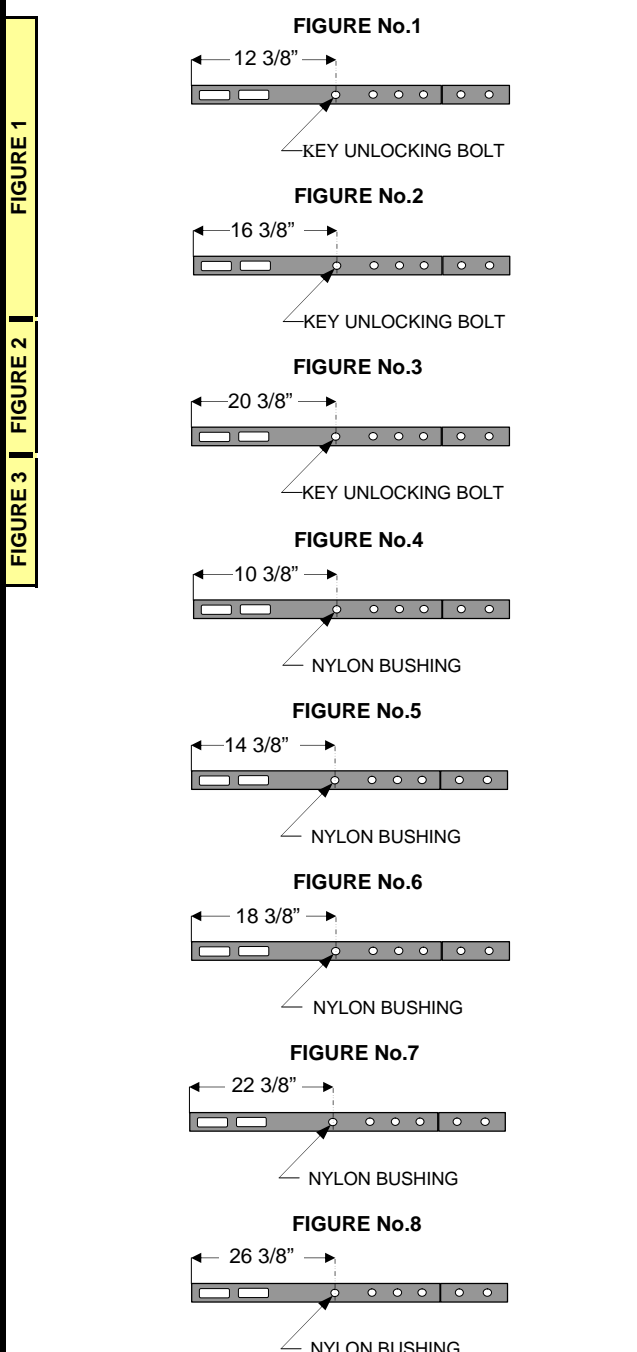 FIGURE 1
FIGURE 2
FIGURE 3
FIGURE No.1
12 3/8”
KEY UNLOCKING BOLT
FIGURE No.2
16 3/8”
KEY UNLOCKING BOLT
FIGURE No.3
20 3/8”
KEY UNLOCKING BOLT
FIGURE No.4
10 3/8”
NYLON BUSHING
FIGURE No.5
14 3/8”
NYLON BUSHING
FIGURE No.6
18 3/8”
NYLON BUSHING
FIGURE No.7
22 3/8”
NYLON BUSHING
FIGURE No.8
26 3/8”
NYLON BUSHING